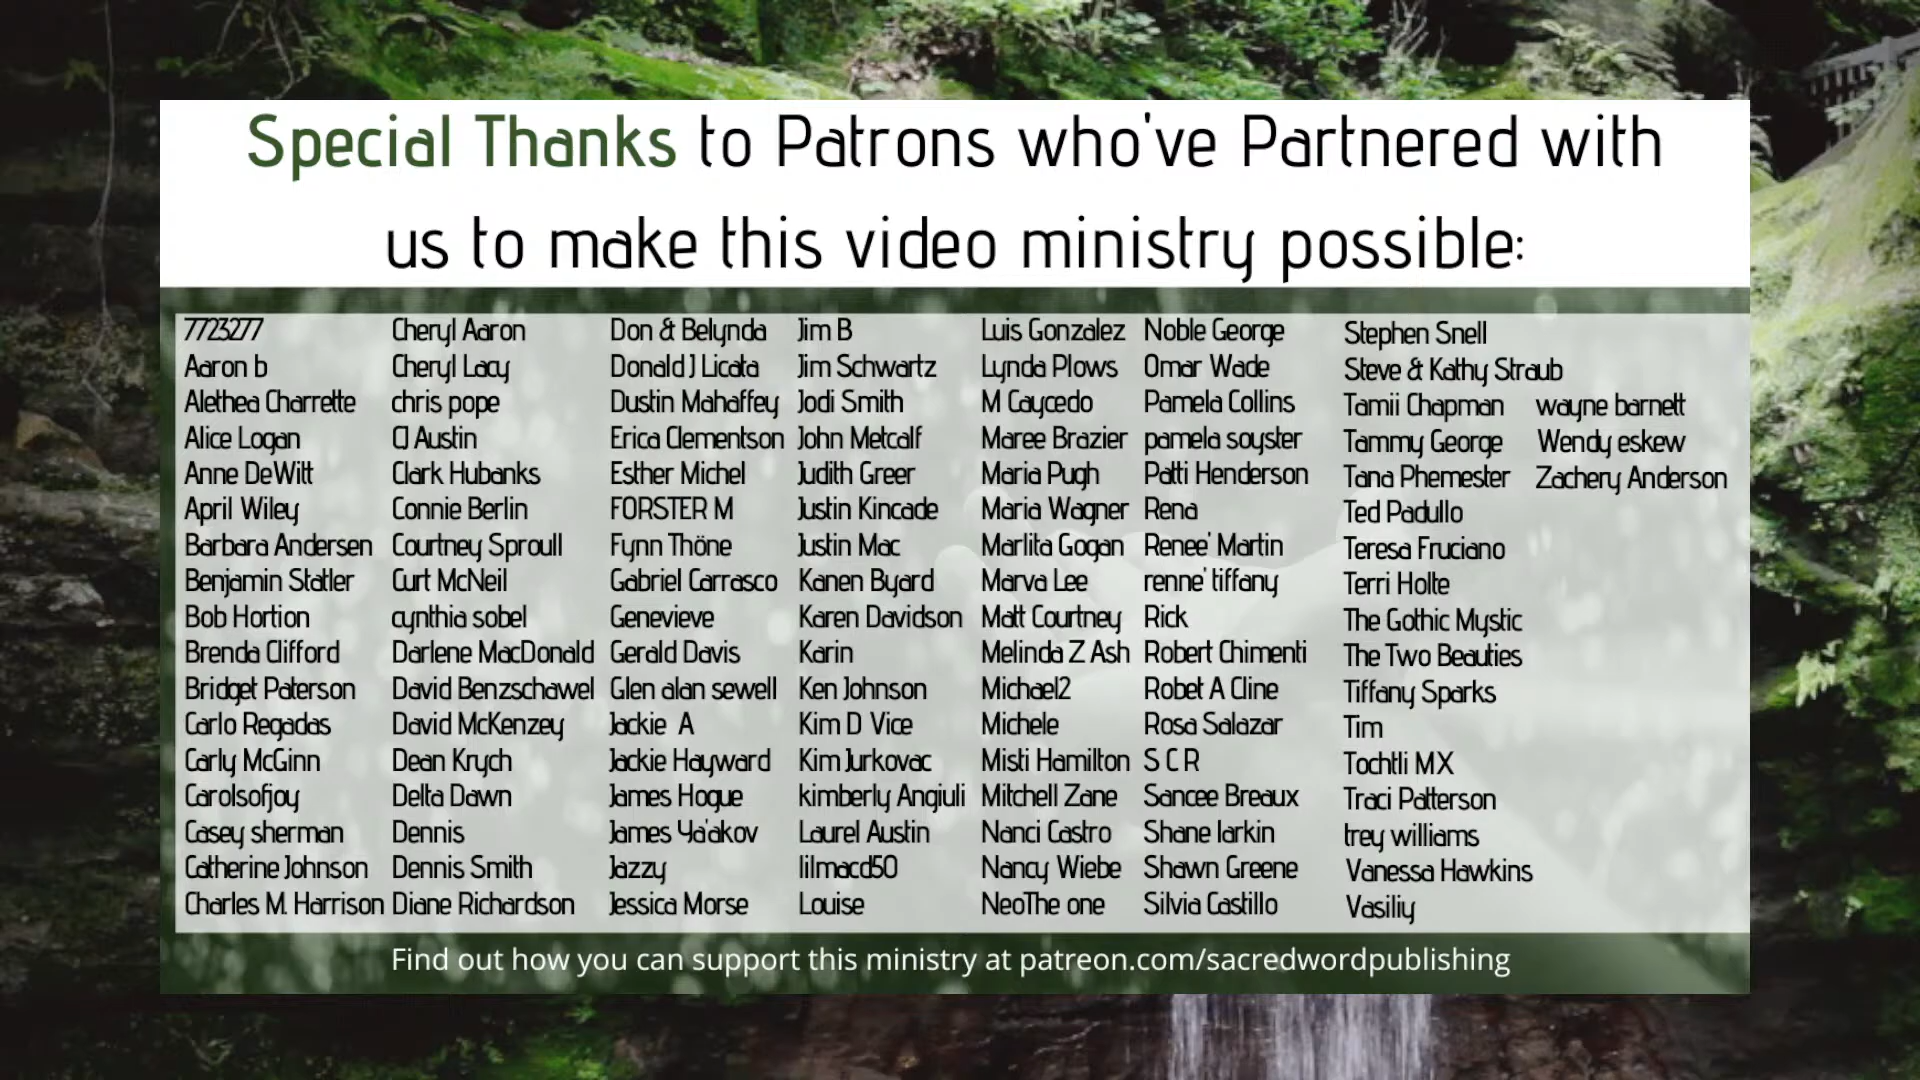 Special Thanks to Patrons who've Partnered with
us to make this video ministry possible:
7723277
Aaron b
Alethea Charrette
Alice Logan
Anne DeWitt
April Wiley
Barbara Andersen
Benjamin Statler
Bob Hortion
Brenda Clifford
Bridget Paterson
Carlo Regadas
Carly McGinn
Carolsofjoy
Casey sherman
Catherine Johnson
Charles M. Harrison
Cheryl Aaron
Cheryl Lacy
chris pope
CJ Austin
Clark Hubanks
Connie Berlin
Courtney Sproull
Curt McNeil
cynthia sobel
Darlene MacDonald
David Benzschawel
David McKenzey
Dean Krych
Delta Dawn
Dennis
Dennis Smith
Diane Richardson
Don & Belynda
Donald J Licata
Dustin Mahaffey
Erica Clementson
Esther Michel
FORSTER M
Fynn Thöne
Gabriel Carrasco
Genevieve
Gerald Davis
Glen alan sewell
Jackie A
Jackie Hayward
James Hogue
James Ya'akov
Jazzy
Jessica Morse
Jim B
Jim Schwartz
Jodi Smith
John Metcalf
Judith Greer
Justin Kincade
Justin Mac
Kanen Byard
Karen Davidson
Karin
Ken Johnson
Kim D Vice
Kim Jurkovac
kimberly Angiuli
Laurel Austin
lilmacd50
Louise
Luis Gonzalez
Lynda Plows
M Caycedo
Maree Brazier
Maria Pugh
Maria Wagner
Marlita Gogan
Marva Lee
Matt Courtney
Melinda Z Ash
Michael2
Michele
Misti Hamilton
Mitchell Zane
Nanci Castro
Nancy Wiebe
NeoThe one
Noble George
Omar Wade
Pamela Collins
pamela soyster
Patti Henderson
Rena
Renee' Martin
renne' tiffany
Rick
Robert Chimenti
Robet A Cline
Rosa Salazar
S C R
Sancee Breaux
Shane larkin
Shawn Greene
Silvia Castillo
Stephen Snell
Steve & Kathy Straub
Tamii Chapman
Tammy George
Tana Phemester
Ted Padullo
Teresa Fruciano
Terri Holte
The Gothic Mystic
The Two Beauties
Tiffany Sparks
Tim
Tochtli MX
Traci Patterson
trey williams
Vanessa Hawkins
Vasiliy
wayne barnett
Wendy eskew
Zachery Anderson
Find out how you can support this ministry at patreon.com/sacredwordpublishing